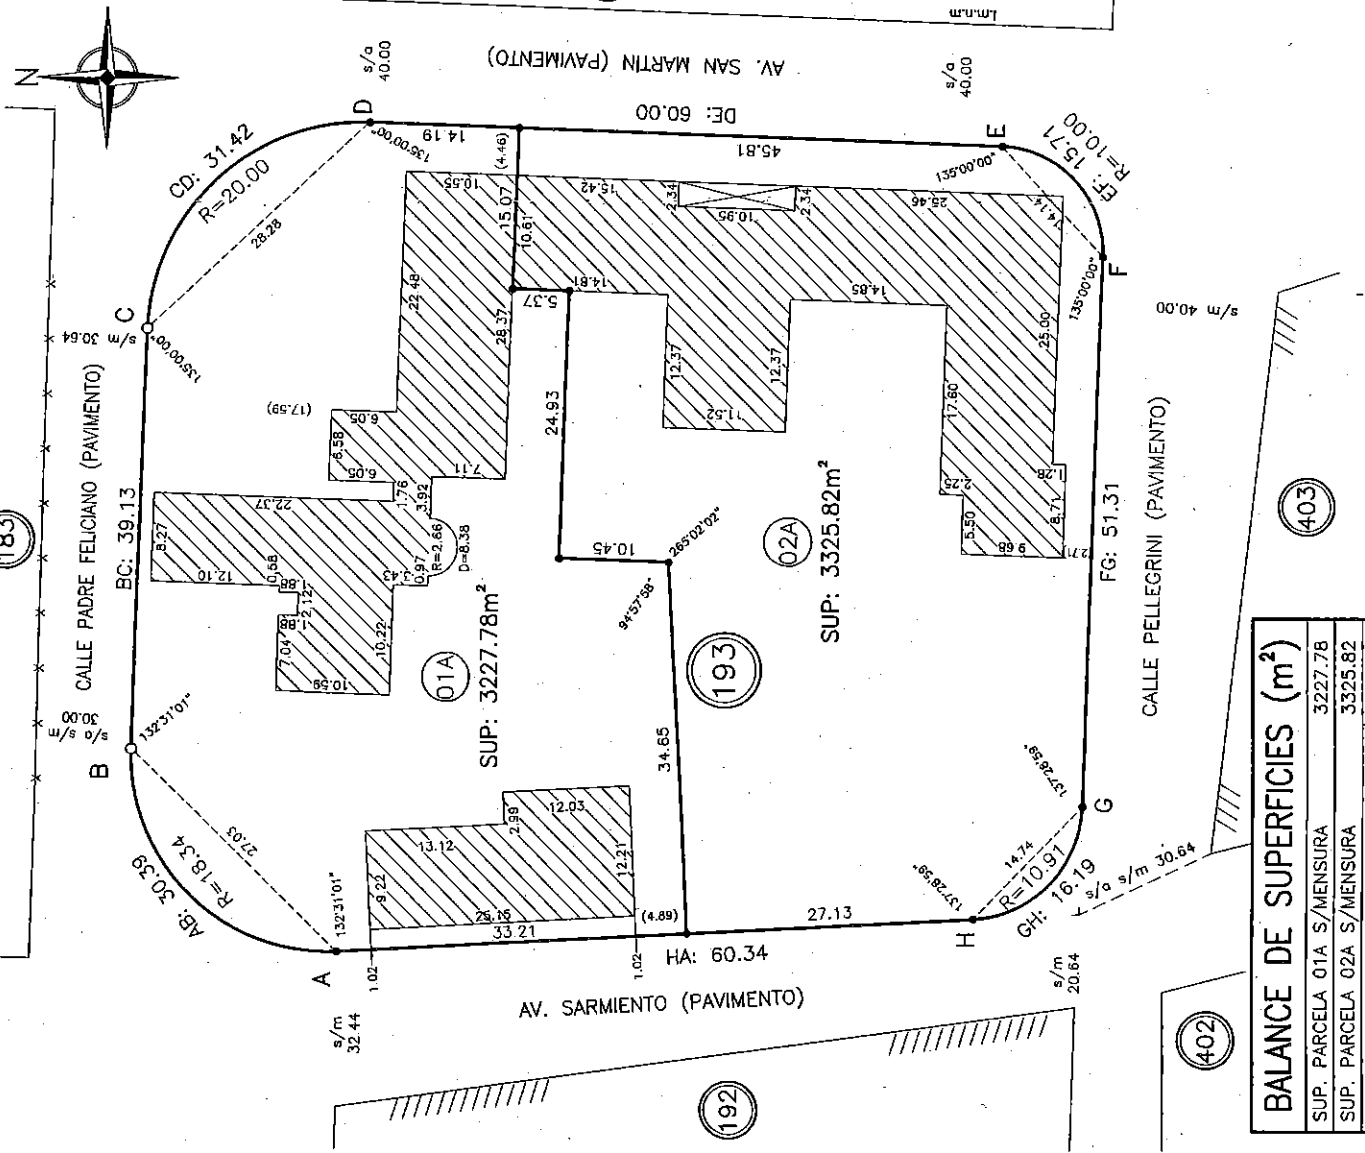 l.m.n.m
N
AV. SAN MARTIN (PAVIMENTO)
s/a
40.00
s/a
40.00
183
CALLE PADRE FELICIANO (PAVIMENTO)
s/a s/m
30.00
s/m 30.64
A
B
C
D
E
F
G
H
AB: 30.39
R=18.34
27.03
BC: 39.13
CD: 31.42
R=20.00
28.28
DE: 60.00
14.19
45.81
EF: 15.71
R=10.00
14.14
FG: 51.31
GH: 16.19
R=10.91
14.74
HA: 60.34
33.21
27.13
132°31'01"
132°31'01"
135°00'00"
135°00'00"
135°00'00"
135°00'00"
137°28'59"
137°28'59"
94°57'58"
265°02'02"
(4.46)
15.07
10.61
5.37
24.93
10.45
34.65
(4.89)
10.55
15.42
2.34
10.95
2.34
25.46
22.48
28.37
14.81
12.37
11.52
12.37
14.85
17.60
25.00
2.25
5.50
9.68
8.71
1.28
(2.71)
(17.59)
6.05
6.58
6.05
7.11
1.76
3.92
R=2.66
D=8.38
0.97
3.43
22.37
8.27
12.10
0.58
1.88
2.12
1.88
7.04
10.59
10.22
9.22
13.12
2.99
12.03
12.21
25.15
1.02
1.02
01A
SUP: 3227.78m²
02A
SUP: 3325.82m²
193
s/m
32.44
AV. SARMIENTO (PAVIMENTO)
s/m
20.64
s/a s/m 30.64
CALLE PELLEGRINI (PAVIMENTO)
s/m 40.00
192
402
403
BALANCE DE SUPERFICIES (m²)
SUP. PARCELA 01A S/MENSURA 3227.78
SUP. PARCELA 02A S/MENSURA 3325.82